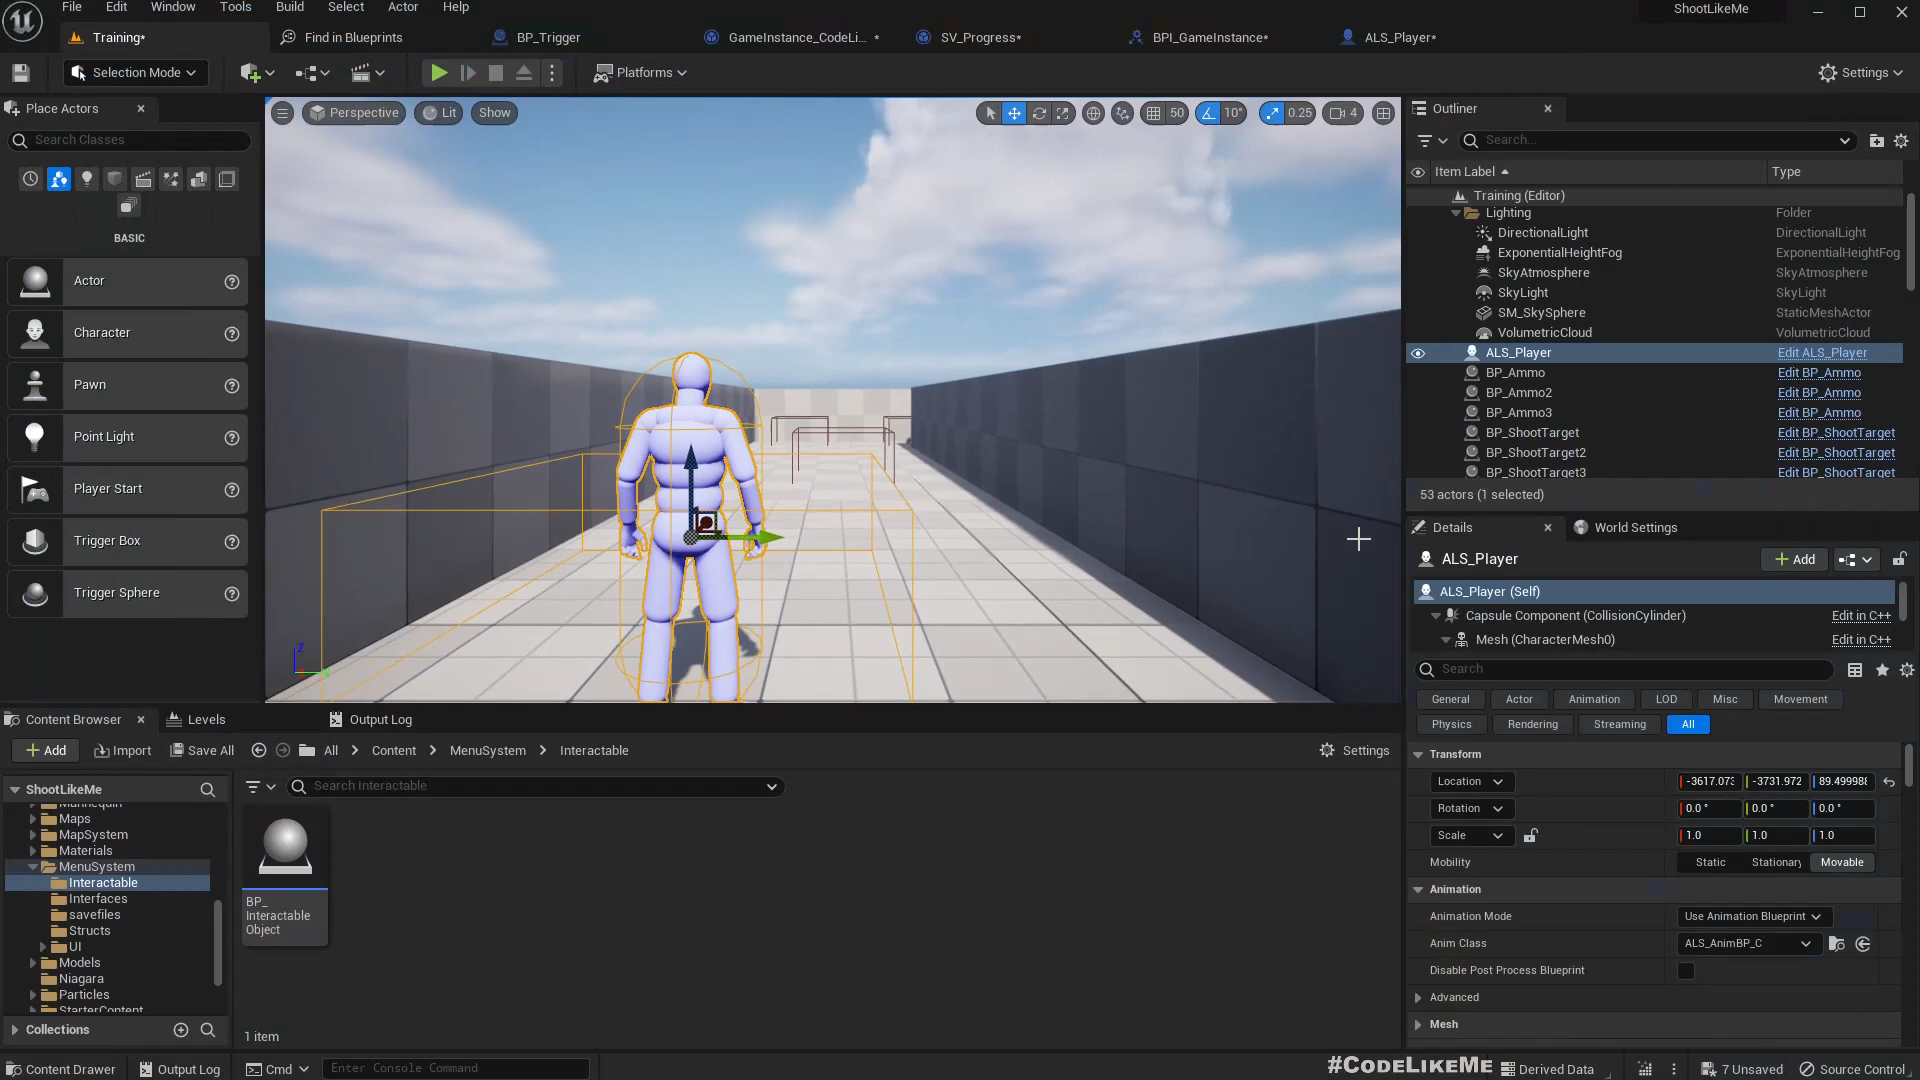 File Edit Window Tools Build Select Actor Help
ShootLikeMe
Training*
Find in Blueprints
BP_Trigger
GameInstance_CodeLi... *
SV_Progress*
BPI_GameInstance*
ALS_Player*
Selection Mode
Platforms
Settings
Place Actors
Search Classes
BASIC
Actor
Character
Pawn
Point Light
Player Start
Trigger Box
Trigger Sphere
Perspective Lit Show
50 10° 0.25 4
Z
Outliner
Search...
Item Label Type
Training (Editor)
Lighting Folder
DirectionalLight DirectionalLight
ExponentialHeightFog ExponentialHeightFog
SkyAtmosphere SkyAtmosphere
SkyLight SkyLight
SM_SkySphere StaticMeshActor
VolumetricCloud VolumetricCloud
ALS_Player Edit ALS_Player
BP_Ammo Edit BP_Ammo
BP_Ammo2 Edit BP_Ammo
BP_Ammo3 Edit BP_Ammo
BP_ShootTarget Edit BP_ShootTarget
BP_ShootTarget2 Edit BP_ShootTarget
BP_ShootTarget3 Edit BP_ShootTarget
53 actors (1 selected)
Details World Settings
ALS_Player
Add
ALS_Player (Self)
Capsule Component (CollisionCylinder) Edit in C++
Mesh (CharacterMesh0) Edit in C++
Search
General Actor Animation LOD Misc Movement
Physics Rendering Streaming All
Transform
Location -3617.073 -3731.972 89.499988
Rotation 0.0 ° 0.0 ° 0.0 °
Scale 1.0 1.0 1.0
Mobility Static Stationary Movable
Animation
Animation Mode Use Animation Blueprint
Anim Class ALS_AnimBP_C
Disable Post Process Blueprint
Advanced
Mesh
Content Browser Levels Output Log
Add Import Save All All Content MenuSystem Interactable Settings
ShootLikeMe
Search Interactable
Mannequin
Maps
MapSystem
Materials
MenuSystem
Interactable
Interfaces
savefiles
Structs
UI
Models
Niagara
Particles
StarterContent
Collections
BP_
Interactable
Object
1 item
Content Drawer Output Log Cmd Enter Console Command
#CODELIKEME
Derived Data 7 Unsaved Source Control